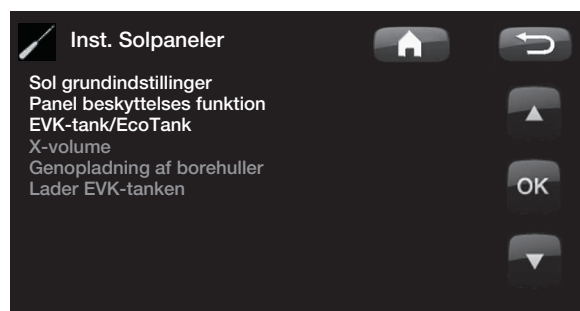 Inst. Solpaneler
Sol grundindstillinger
Panel beskyttelses funktion
EVK-tank/EcoTank
X-volume
Genopladning af borehuller
Lader EVK-tanken
OK